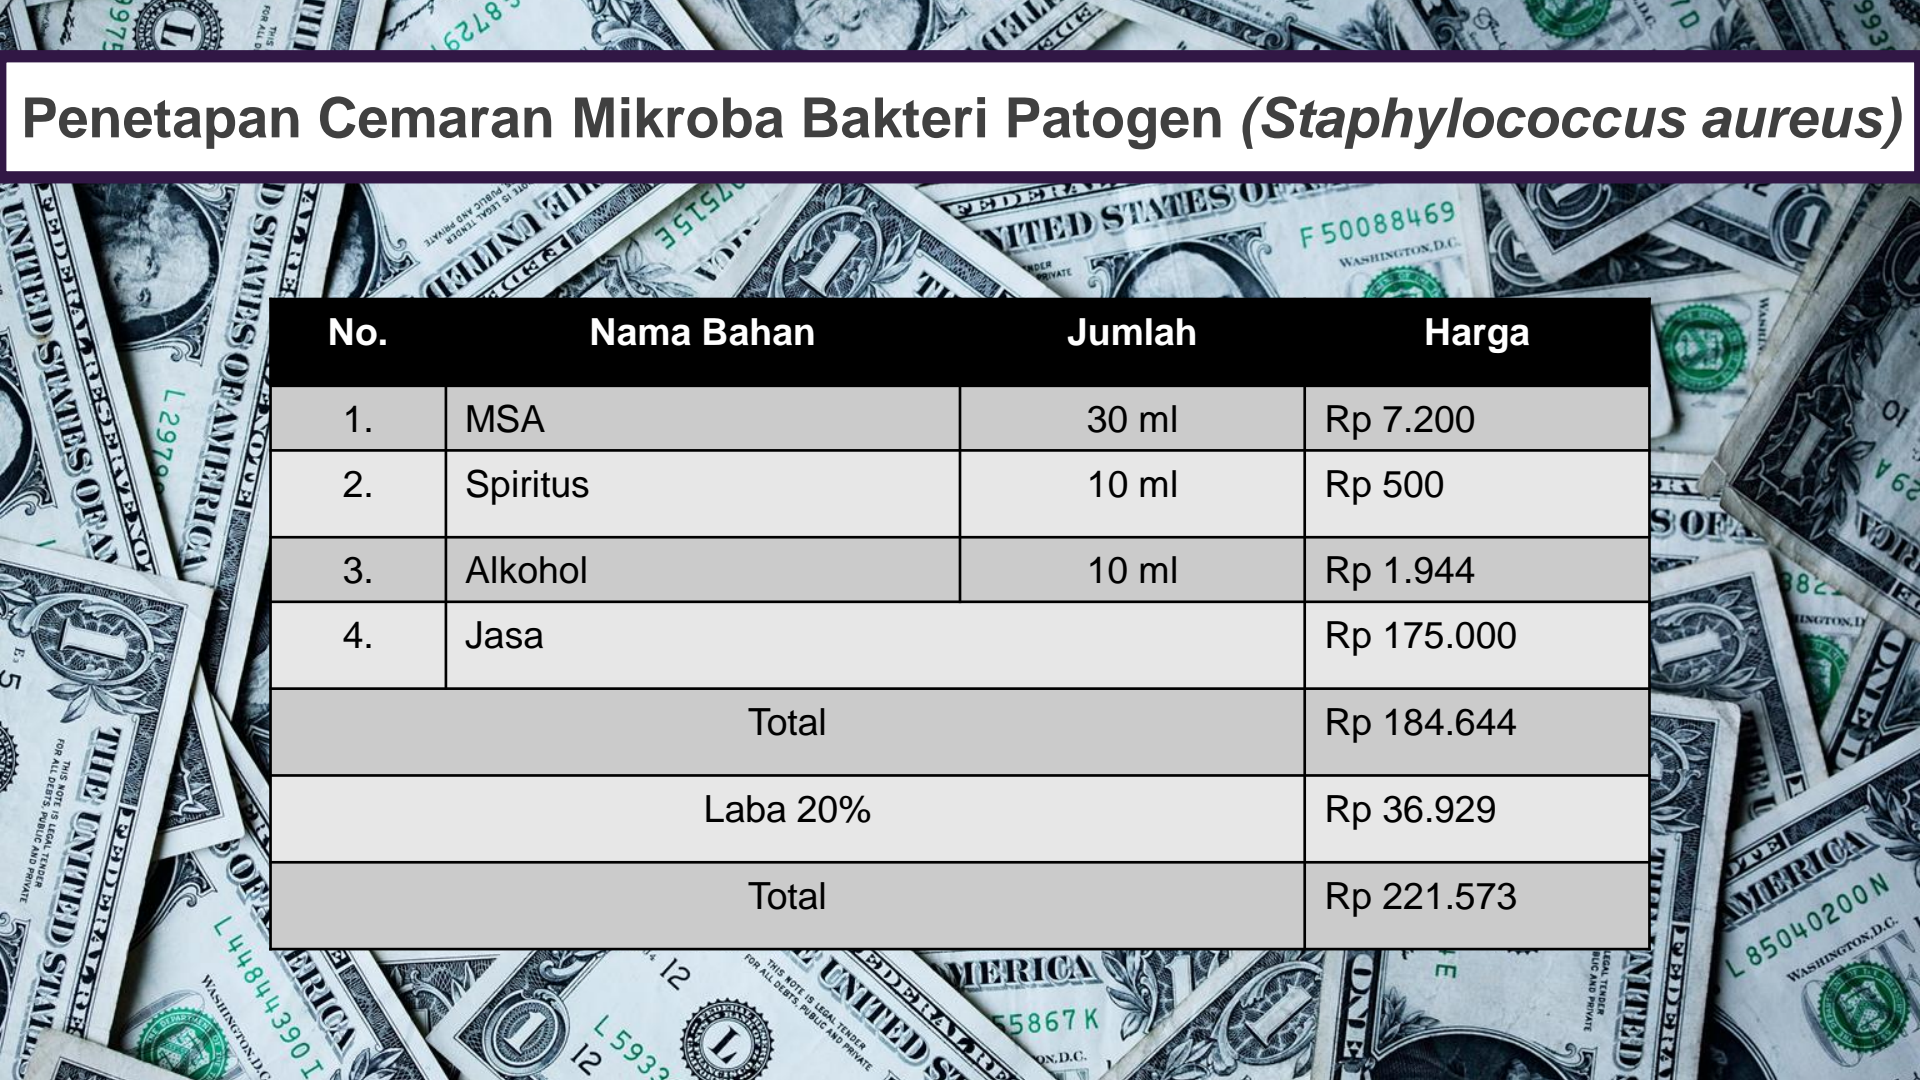 Penetapan Cemaran Mikroba Bakteri Patogen (Staphylococcus aureus)
No. Nama Bahan Jumlah Harga
1. MSA 30 ml Rp 7.200
2. Spiritus 10 ml Rp 500
3. Alkohol 10 ml Rp 1.944
4. Jasa Rp 175.000
Total Rp 184.644
Laba 20% Rp 36.929
Total Rp 221.573